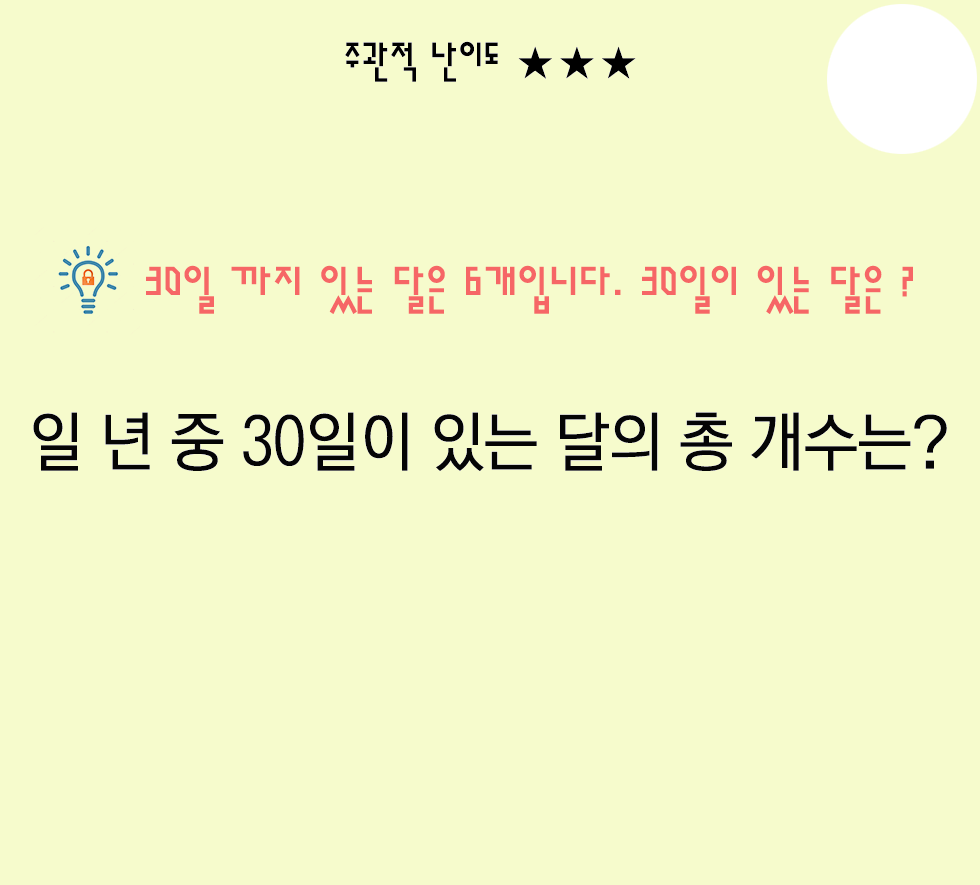 주관적 난이도 ★★★
30일 까지 있는 달은 6개입니다. 30일이 있는 달은 ?
일 년 중 30일이 있는 달의 총 개수는?